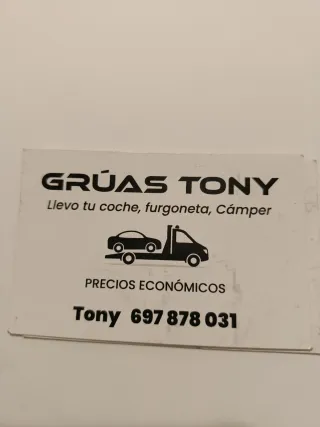 GRÚAS TONY
Llevo tu coche, furgoneta, Cámper
PRECIOS ECONÓMICOS
Tony 697 878 031